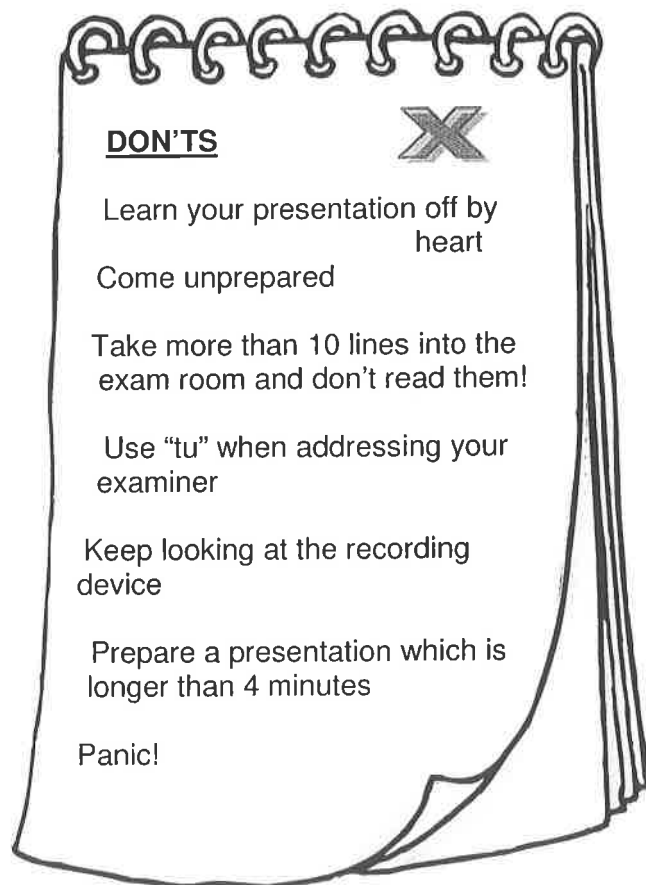 DON'TS
Learn your presentation off by
heart
Come unprepared
Take more than 10 lines into the
exam room and don't read them!
Use “tu” when addressing your
examiner
Keep looking at the recording
device
Prepare a presentation which is
longer than 4 minutes
Panic!